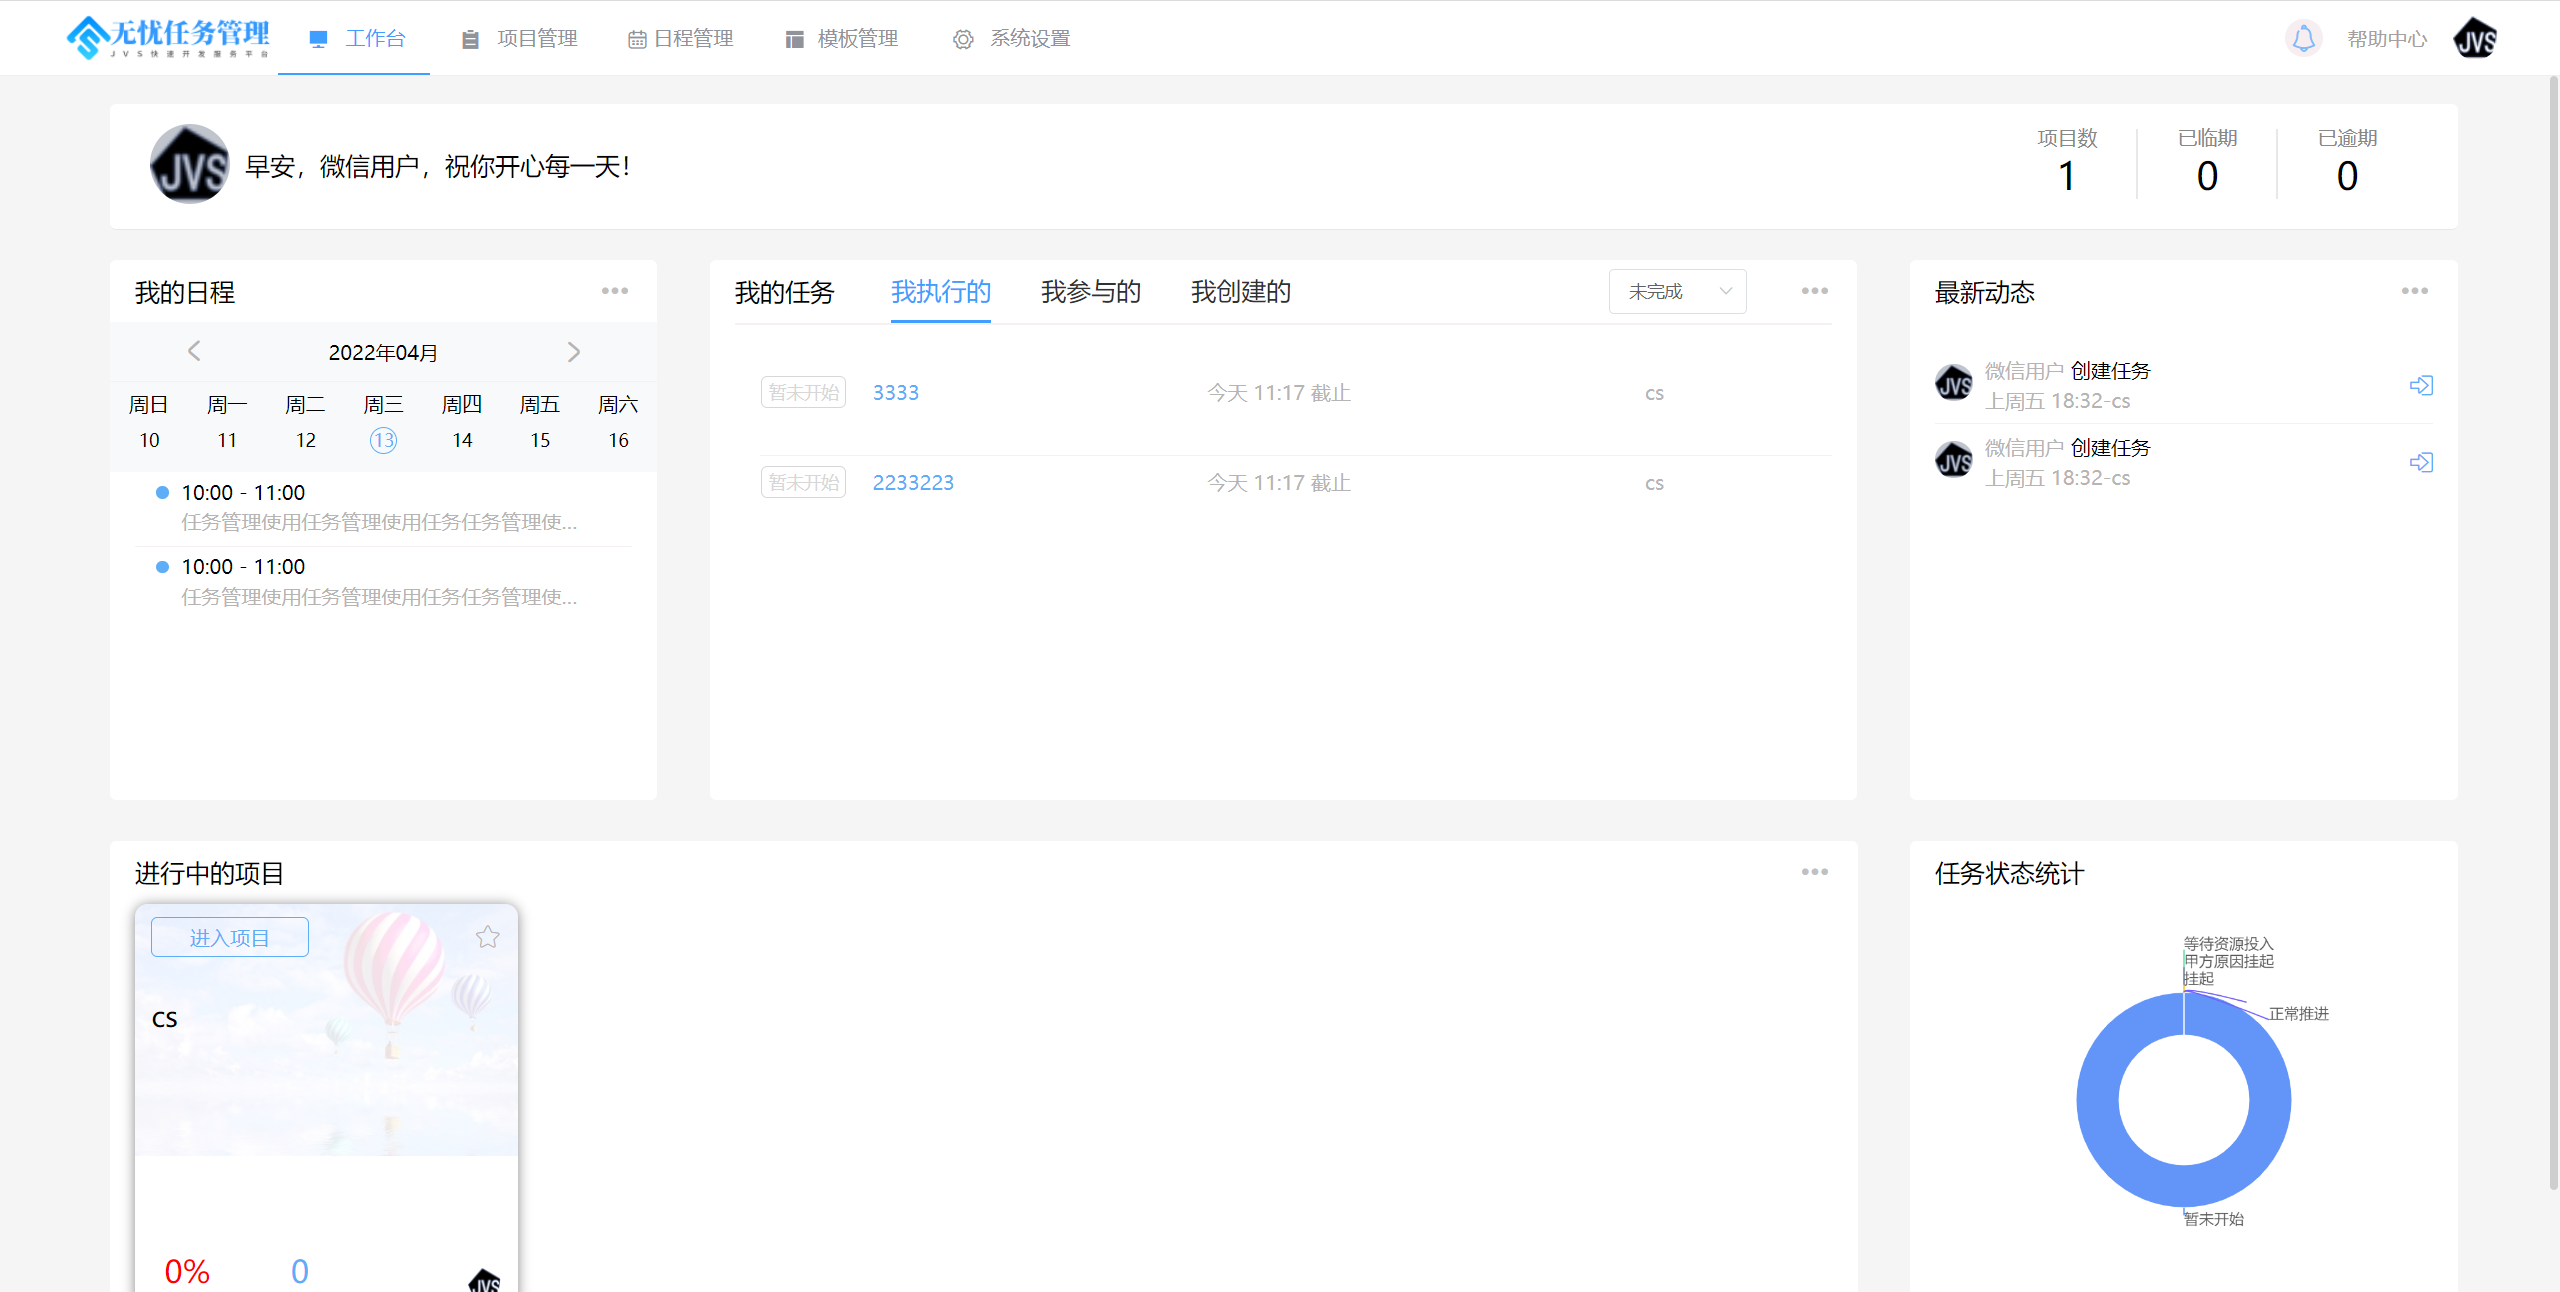 无忧任务管理
JVS快速开发服务平台
工作台
项目管理
日程管理
模板管理
系统设置
帮助中心
JVS
JVS
早安，微信用户，祝你开心每一天！
项目数
1
已临期
0
已逾期
0
我的日程
2022年04月
周日 周一 周二 周三 周四 周五 周六
10 11 12 13 14 15 16
10:00 - 11:00
任务管理使用任务管理使用任务任务管理使...
10:00 - 11:00
任务管理使用任务管理使用任务任务管理使...
我的任务
我执行的
我参与的
我创建的
未完成
暂未开始 3333 今天 11:17 截止 cs
暂未开始 2233223 今天 11:17 截止 cs
最新动态
JVS
微信用户 创建任务
上周五 18:32-cs
JVS
微信用户 创建任务
上周五 18:32-cs
进行中的项目
进入项目
cs
0%
0
JVS
任务状态统计
等待资源投入
甲方原因挂起
挂起
正常推进
暂未开始